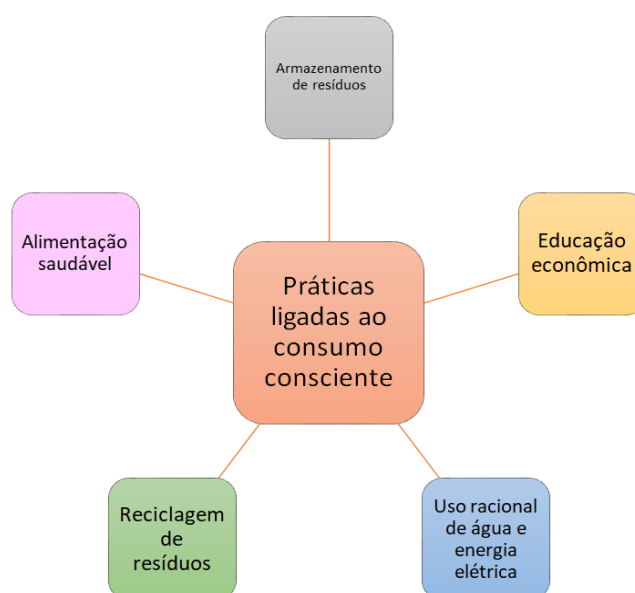 Armazenamento
de resíduos
Alimentação
saudável
Educação
econômica
Práticas
ligadas ao
consumo
consciente
Reciclagem
de
resíduos
Uso racional
de água e
energia
elétrica